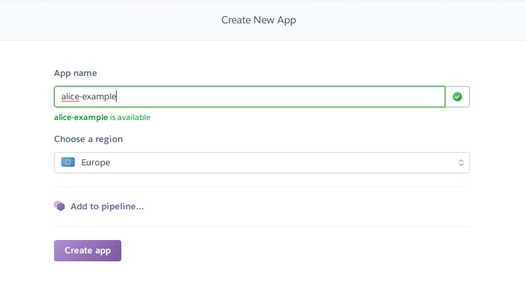 Create New App
App name
alice-example
alice-example is available
Choose a region
Europe
Add to pipeline...
Create app